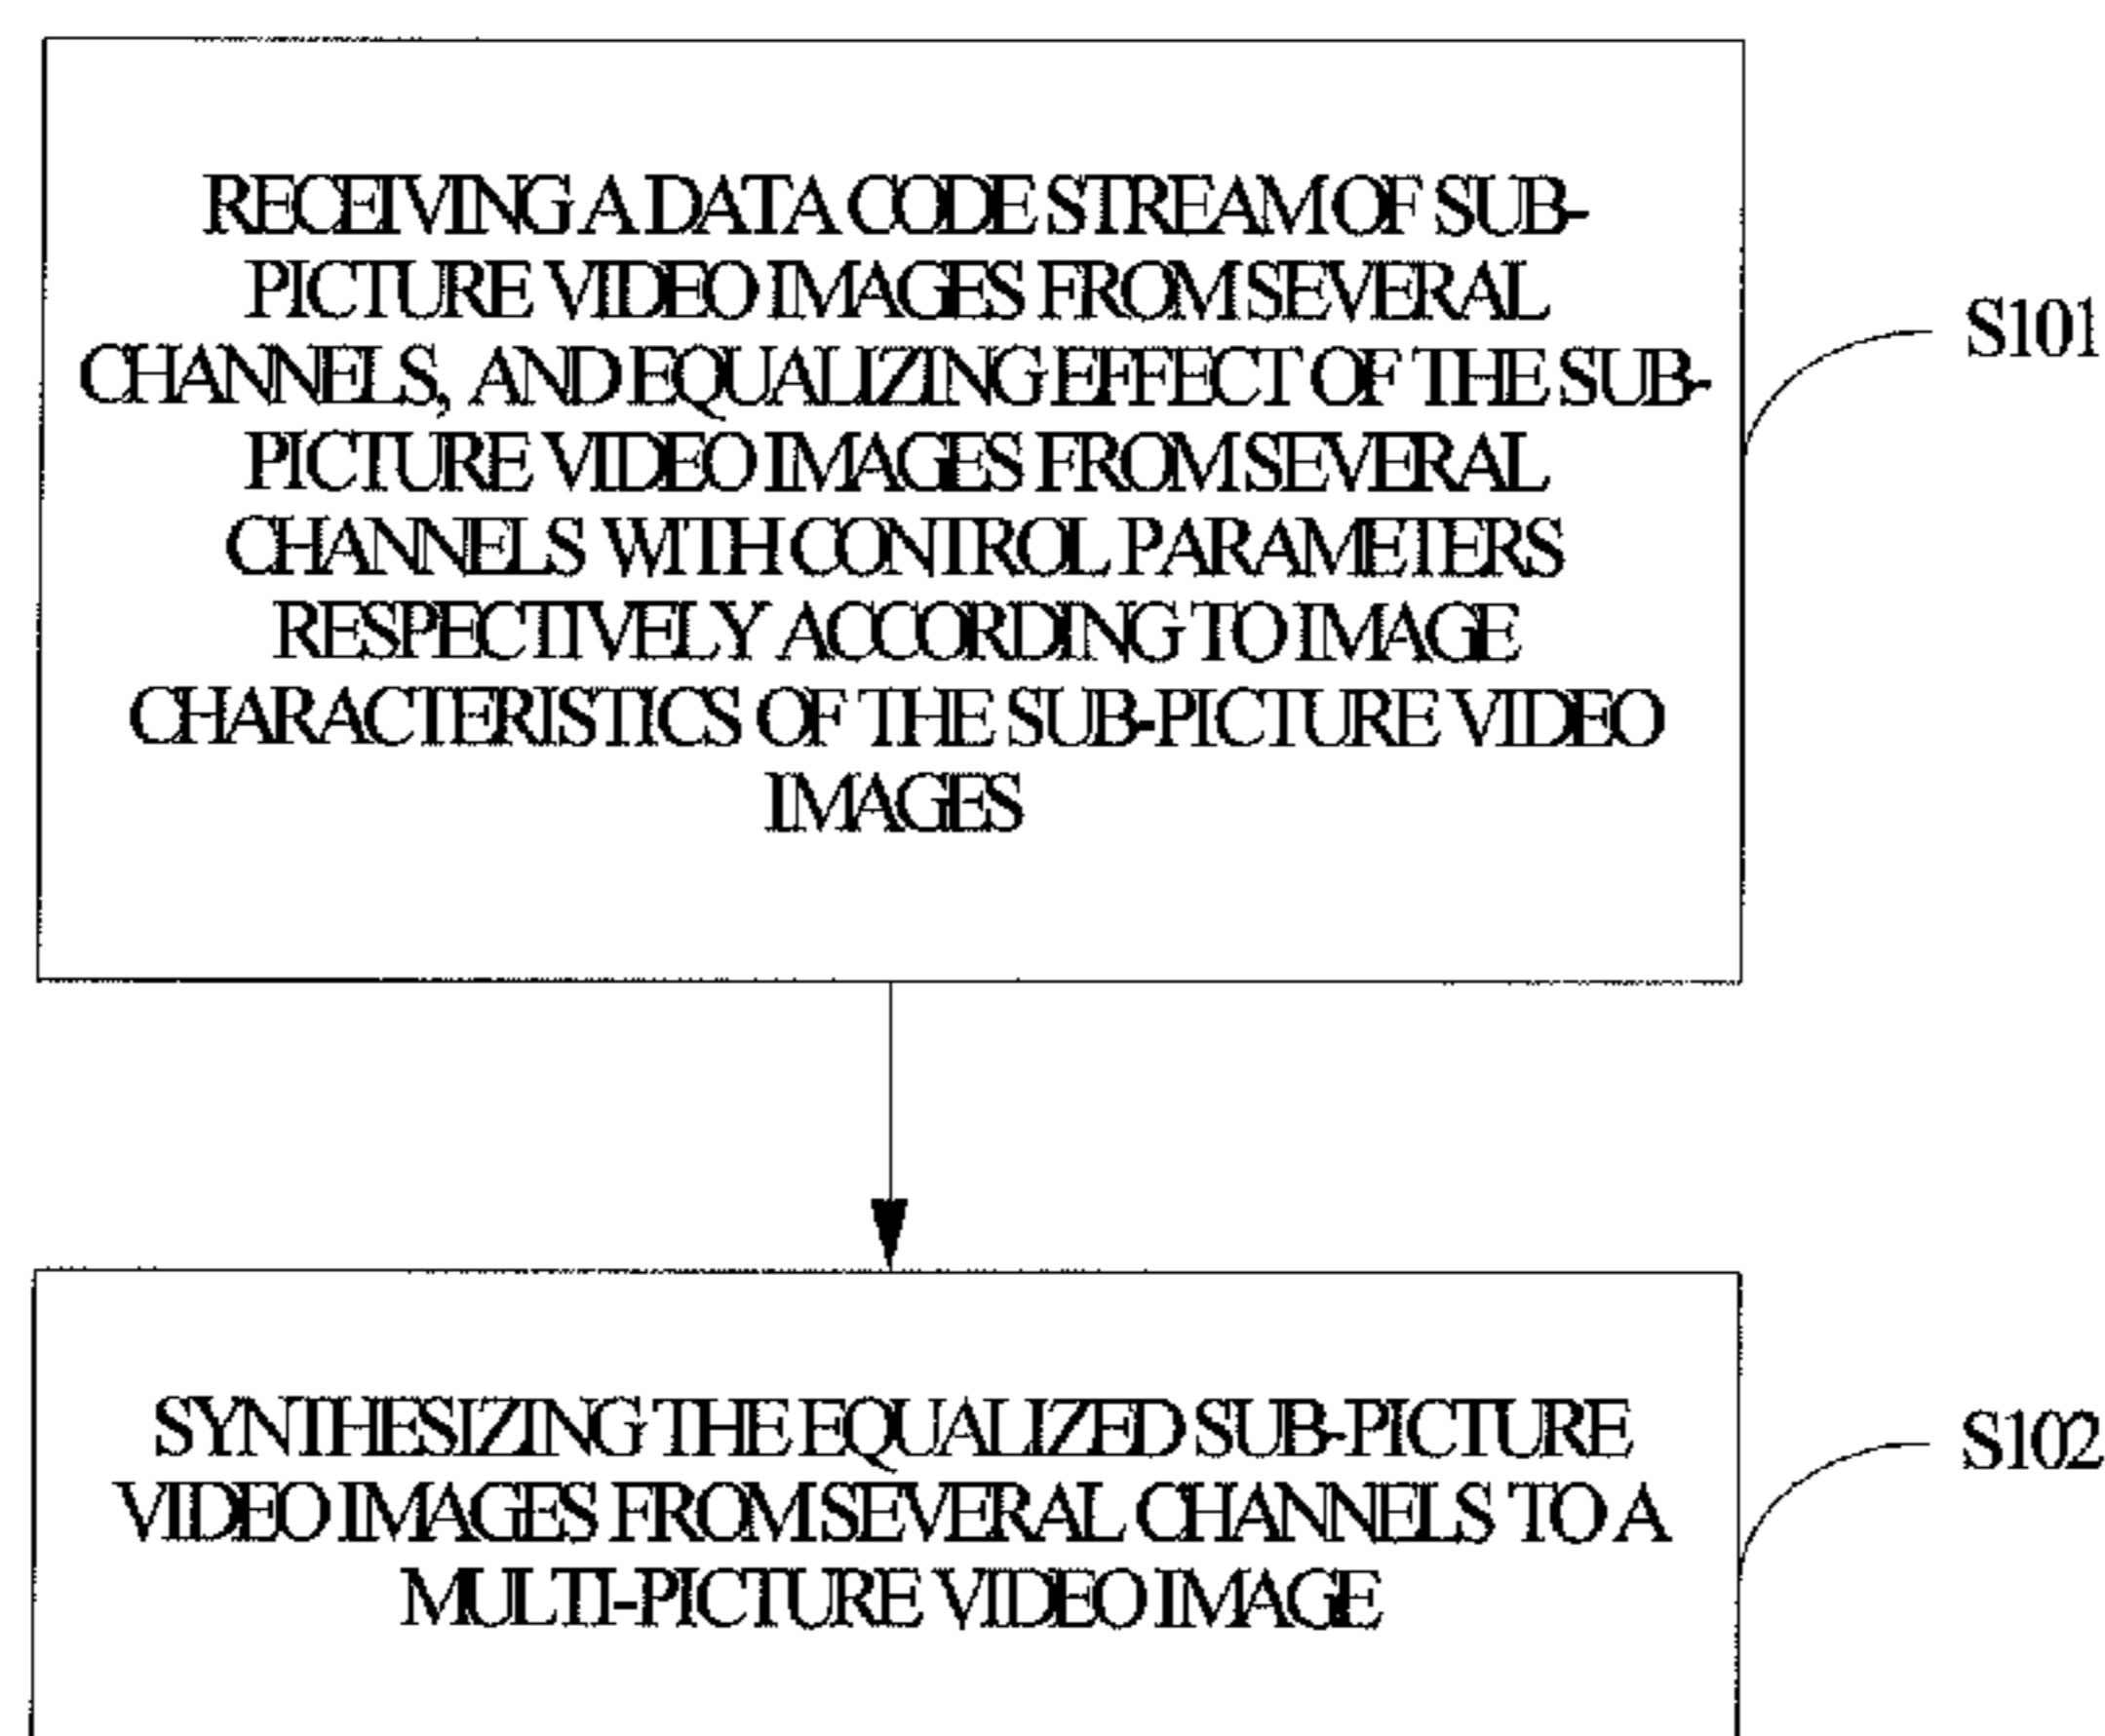 RECEIVING A DATA CODE STREAM OF SUB-
PICTURE VIDEO IMAGES FROM SEVERAL
CHANNELS, AND EQUALIZING EFFECT OF THE SUB-
PICTURE VIDEO IMAGES FROM SEVERAL
CHANNELS WITH CONTROL PARAMETERS
RESPECTIVELY ACCORDING TO IMAGE
CHARACTERISTICS OF THE SUB-PICTURE VIDEO
IMAGES
S101
SYNTHESIZING THE EQUALIZED SUB-PICTURE
VIDEO IMAGES FROM SEVERAL CHANNELS TO A
MULTI-PICTURE VIDEO IMAGE
S102